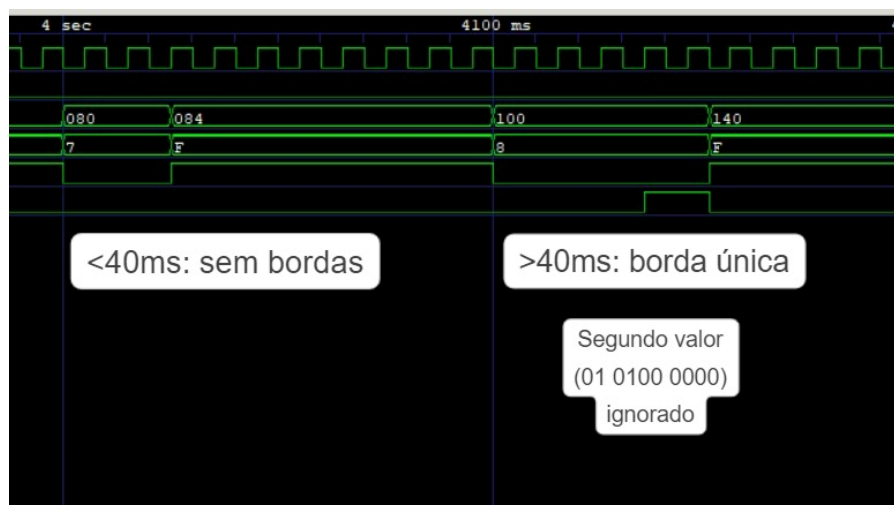 4 sec 4100 ms
080 084 100 140
7 F 8 F
<40ms: sem bordas >40ms: borda única
Segundo valor
(01 0100 0000)
ignorado